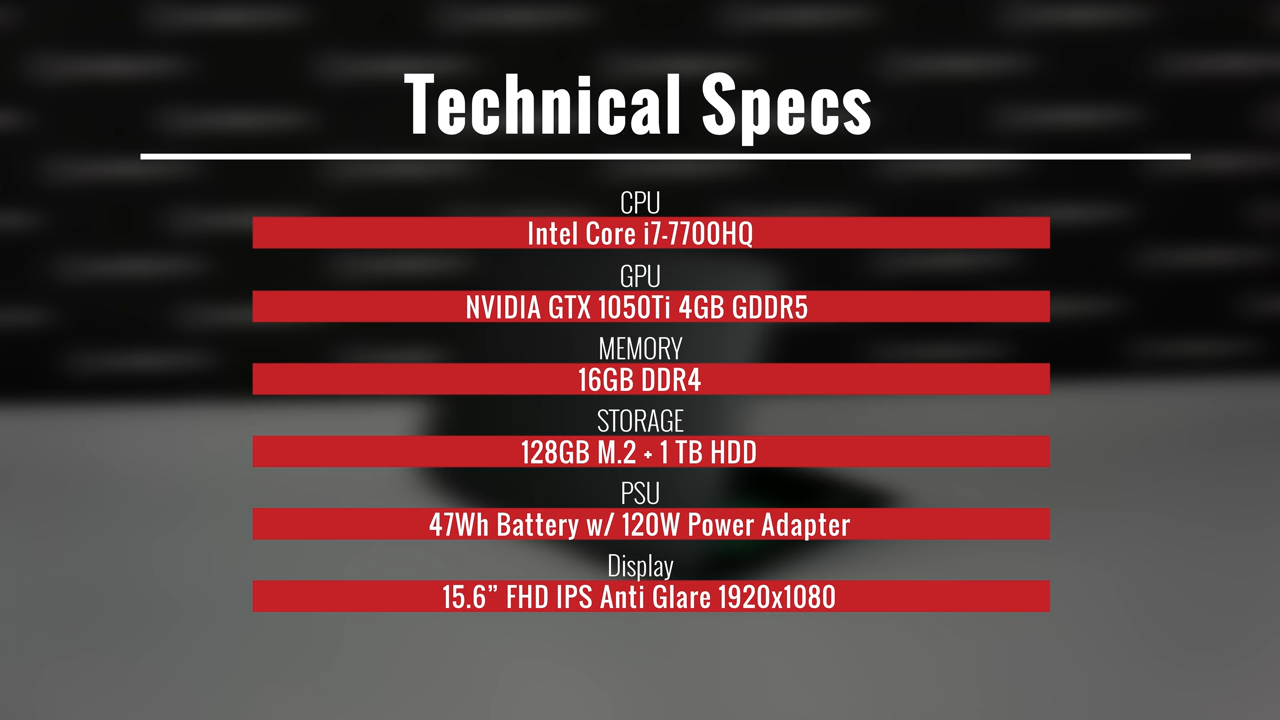 Technical Specs
CPU
Intel Core i7-7700HQ
GPU
NVIDIA GTX 1050Ti 4GB GDDR5
MEMORY
16GB DDR4
STORAGE
128GB M.2 + 1 TB HDD
PSU
47Wh Battery w/ 120W Power Adapter
Display
15.6” FHD IPS Anti Glare 1920x1080